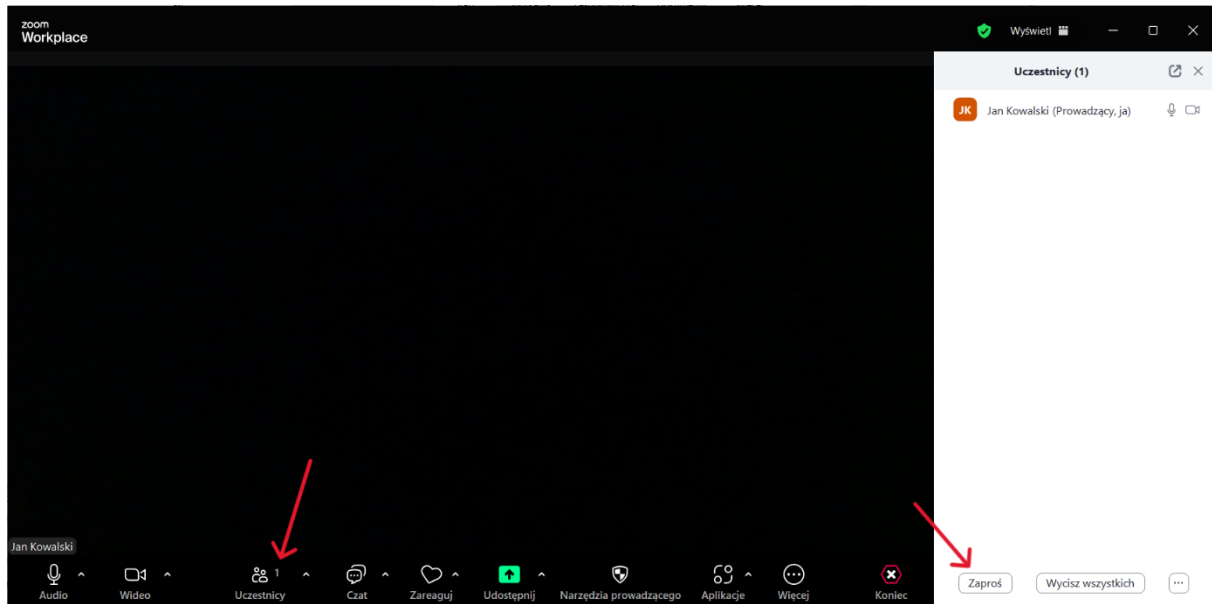 zoom
Workplace
Wyświetl
Uczestnicy (1)
JK Jan Kowalski (Prowadzący, ja)
Jan Kowalski
1
Audio Wideo Uczestnicy Czat Zareaguj Udostępnij Narzędzia prowadzącego Aplikacje Więcej Koniec
Zaproś Wycisz wszystkich ...